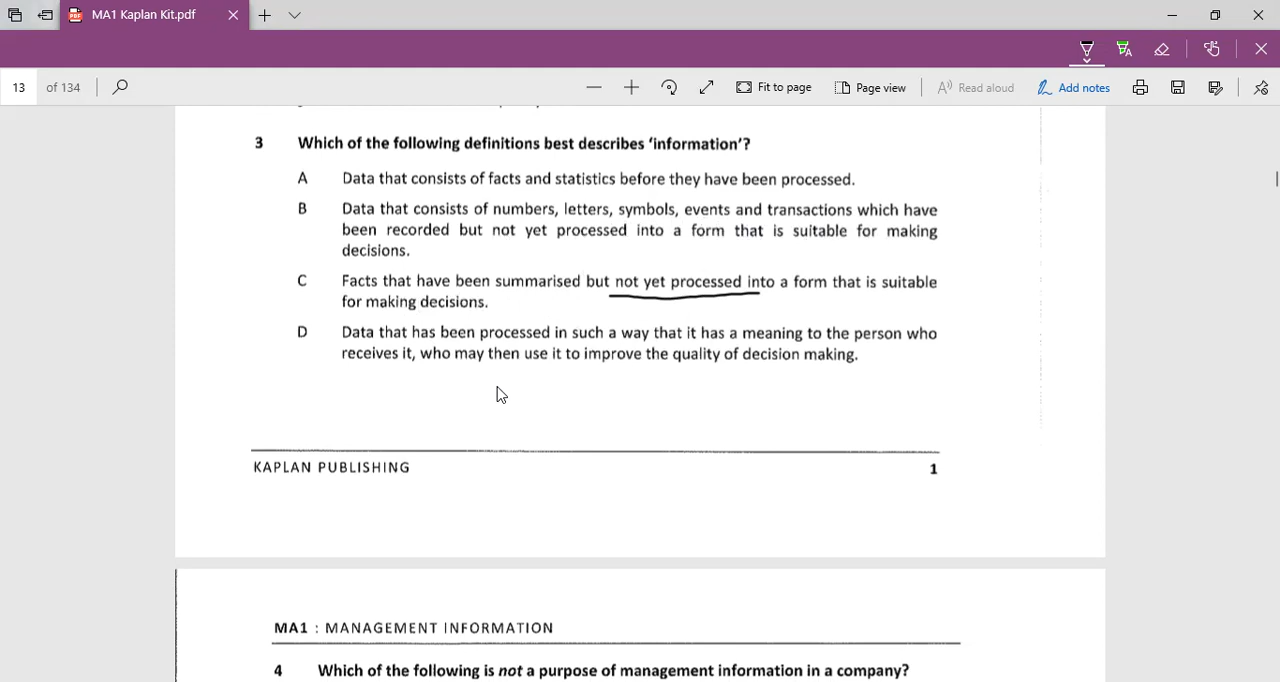 MA1 Kaplan Kit.pdf
13 of 134
Fit to page
Page view
Read aloud
Add notes
3 Which of the following definitions best describes ‘information’?
A Data that consists of facts and statistics before they have been processed.
B Data that consists of numbers, letters, symbols, events and transactions which have
been recorded but not yet processed into a form that is suitable for making
decisions.
C Facts that have been summarised but not yet processed into a form that is suitable
for making decisions.
D Data that has been processed in such a way that it has a meaning to the person who
receives it, who may then use it to improve the quality of decision making.
KAPLAN PUBLISHING 1
MA1 : MANAGEMENT INFORMATION
4 Which of the following is not a purpose of management information in a company?